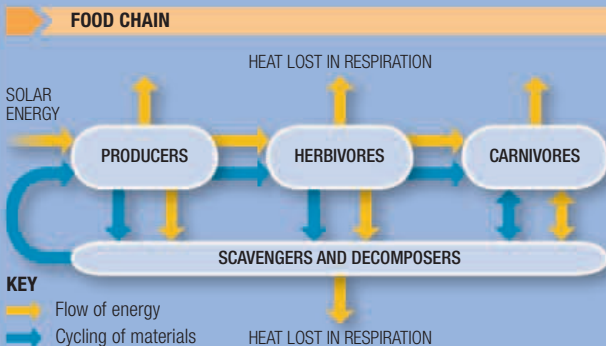 FOOD CHAIN
HEAT LOST IN RESPIRATION
SOLAR
ENERGY
PRODUCERS
HERBIVORES
CARNIVORES
SCAVENGERS AND DECOMPOSERS
KEY
Flow of energy
Cycling of materials
HEAT LOST IN RESPIRATION